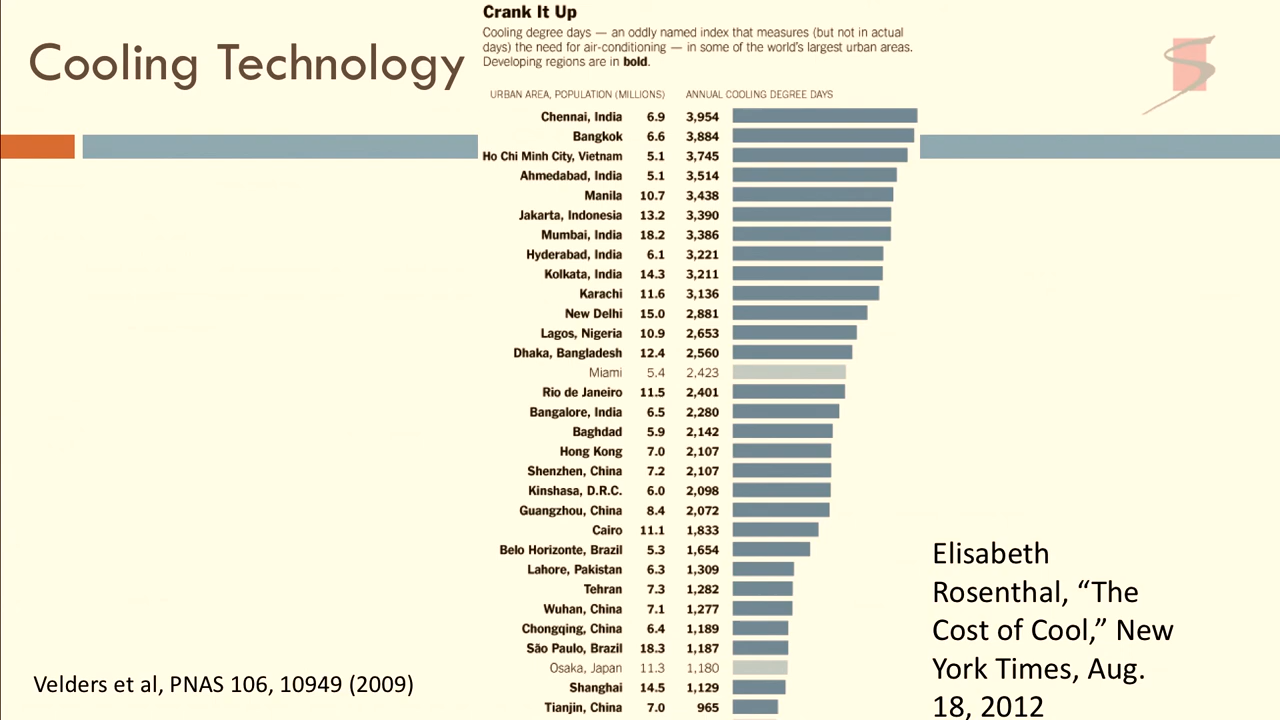 Cooling Technology
Crank It Up
Cooling degree days — an oddly named index that measures (but not in actual
days) the need for air-conditioning — in some of the world's largest urban areas.
Developing regions are in bold.
URBAN AREA, POPULATION (MILLIONS) ANNUAL COOLING DEGREE DAYS
Chennai, India 6.9 3,954
Bangkok 6.6 3,884
Ho Chi Minh City, Vietnam 5.1 3,745
Ahmedabad, India 5.1 3,514
Manila 10.7 3,438
Jakarta, Indonesia 13.2 3,390
Mumbai, India 18.2 3,386
Hyderabad, India 6.1 3,221
Kolkata, India 14.3 3,211
Karachi 11.6 3,136
New Delhi 15.0 2,881
Lagos, Nigeria 10.9 2,653
Dhaka, Bangladesh 12.4 2,560
Miami 5.4 2,423
Rio de Janeiro 11.5 2,401
Bangalore, India 6.5 2,280
Baghdad 5.9 2,142
Hong Kong 7.0 2,107
Shenzhen, China 7.2 2,107
Kinshasa, D.R.C. 6.0 2,098
Guangzhou, China 8.4 2,072
Cairo 11.1 1,833
Belo Horizonte, Brazil 5.3 1,654
Lahore, Pakistan 6.3 1,309
Tehran 7.3 1,282
Wuhan, China 7.1 1,277
Chongqing, China 6.4 1,189
São Paulo, Brazil 18.3 1,187
Osaka, Japan 11.3 1,180
Shanghai 14.5 1,129
Tianjin, China 7.0 965
Velders et al, PNAS 106, 10949 (2009)
Elisabeth
Rosenthal, “The
Cost of Cool,” New
York Times, Aug.
18, 2012